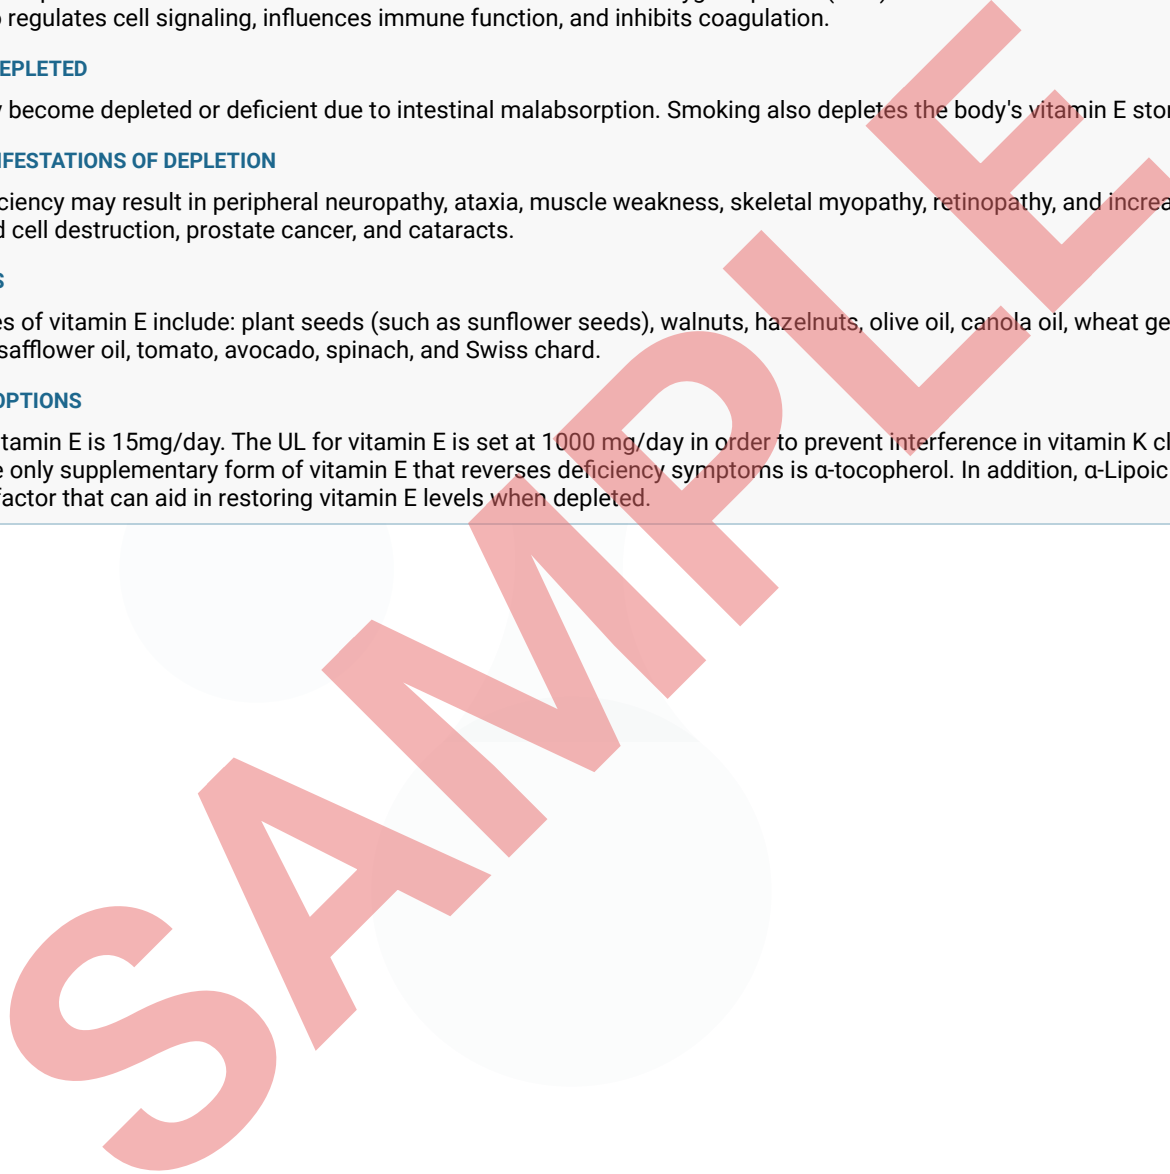 regulates cell signaling, influences immune function, and inhibits coagulation.
EPLETED
become depleted or deficient due to intestinal malabsorption. Smoking also depletes the body's vitamin E stor
IFESTATIONS OF DEPLETION
ciency may result in peripheral neuropathy, ataxia, muscle weakness, skeletal myopathy, retinopathy, and increa
d cell destruction, prostate cancer, and cataracts.
S
es of vitamin E include: plant seeds (such as sunflower seeds), walnuts, hazelnuts, olive oil, canola oil, wheat ge
safflower oil, tomato, avocado, spinach, and Swiss chard.
OPTIONS
tamin E is 15mg/day. The UL for vitamin E is set at 1000 mg/day in order to prevent interference in vitamin K cl
e only supplementary form of vitamin E that reverses deficiency symptoms is α-tocopherol. In addition, α-Lipoic
factor that can aid in restoring vitamin E levels when depleted.
SAMPLE